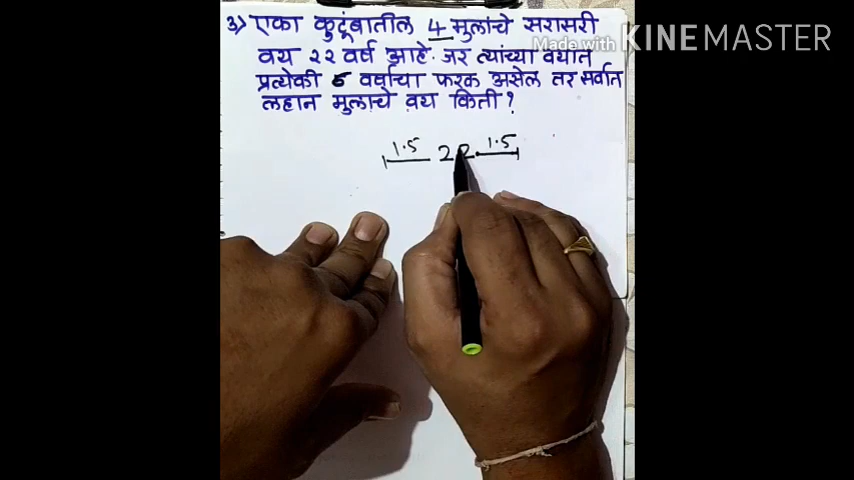 ३) एका कुटूंबातील 4 मुलांचे सरासरी
वय २२ वर्ष आहे. जर त्यांच्या वयात
प्रत्येकी 6 वर्षाचा फरक असेल तर सर्वात
लहान मुलाचे वय किती?
1.5 22 1.5
Made with KINEMASTER